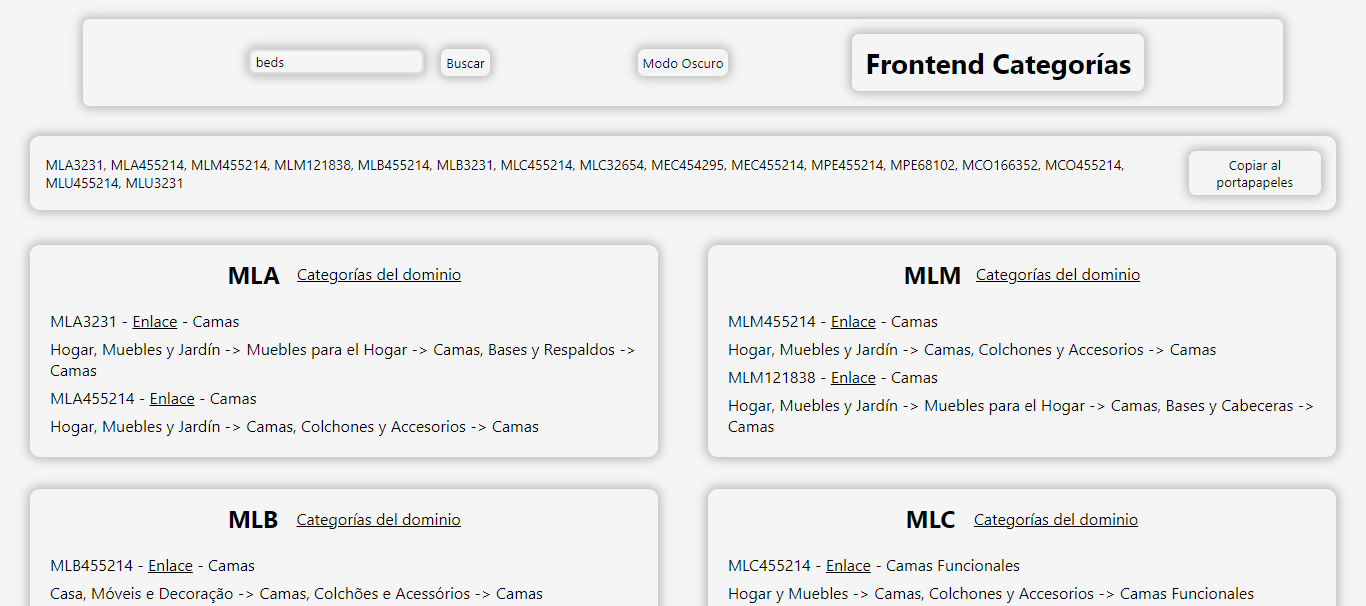 beds
Buscar
Modo Oscuro
Frontend Categorías
MLA3231, MLA455214, MLM455214, MLM121838, MLB455214, MLB3231, MLC455214, MLC32654, MEC454295, MEC455214, MPE455214, MPE68102, MCO166352, MCO455214,
MLU455214, MLU3231
Copiar al
portapapeles
MLA Categorías del dominio
MLA3231 - Enlace - Camas
Hogar, Muebles y Jardín -> Muebles para el Hogar -> Camas, Bases y Respaldos ->
Camas
MLA455214 - Enlace - Camas
Hogar, Muebles y Jardín -> Camas, Colchones y Accesorios -> Camas
MLM Categorías del dominio
MLM455214 - Enlace - Camas
Hogar, Muebles y Jardín -> Camas, Colchones y Accesorios -> Camas
MLM121838 - Enlace - Camas
Hogar, Muebles y Jardín -> Muebles para el Hogar -> Camas, Bases y Cabeceras ->
Camas
MLB Categorías del dominio
MLB455214 - Enlace - Camas
Casa, Móveis e Decoração -> Camas, Colchões e Acessórios -> Camas
MLC Categorías del dominio
MLC455214 - Enlace - Camas Funcionales
Hogar y Muebles -> Camas, Colchones y Accesorios -> Camas Funcionales